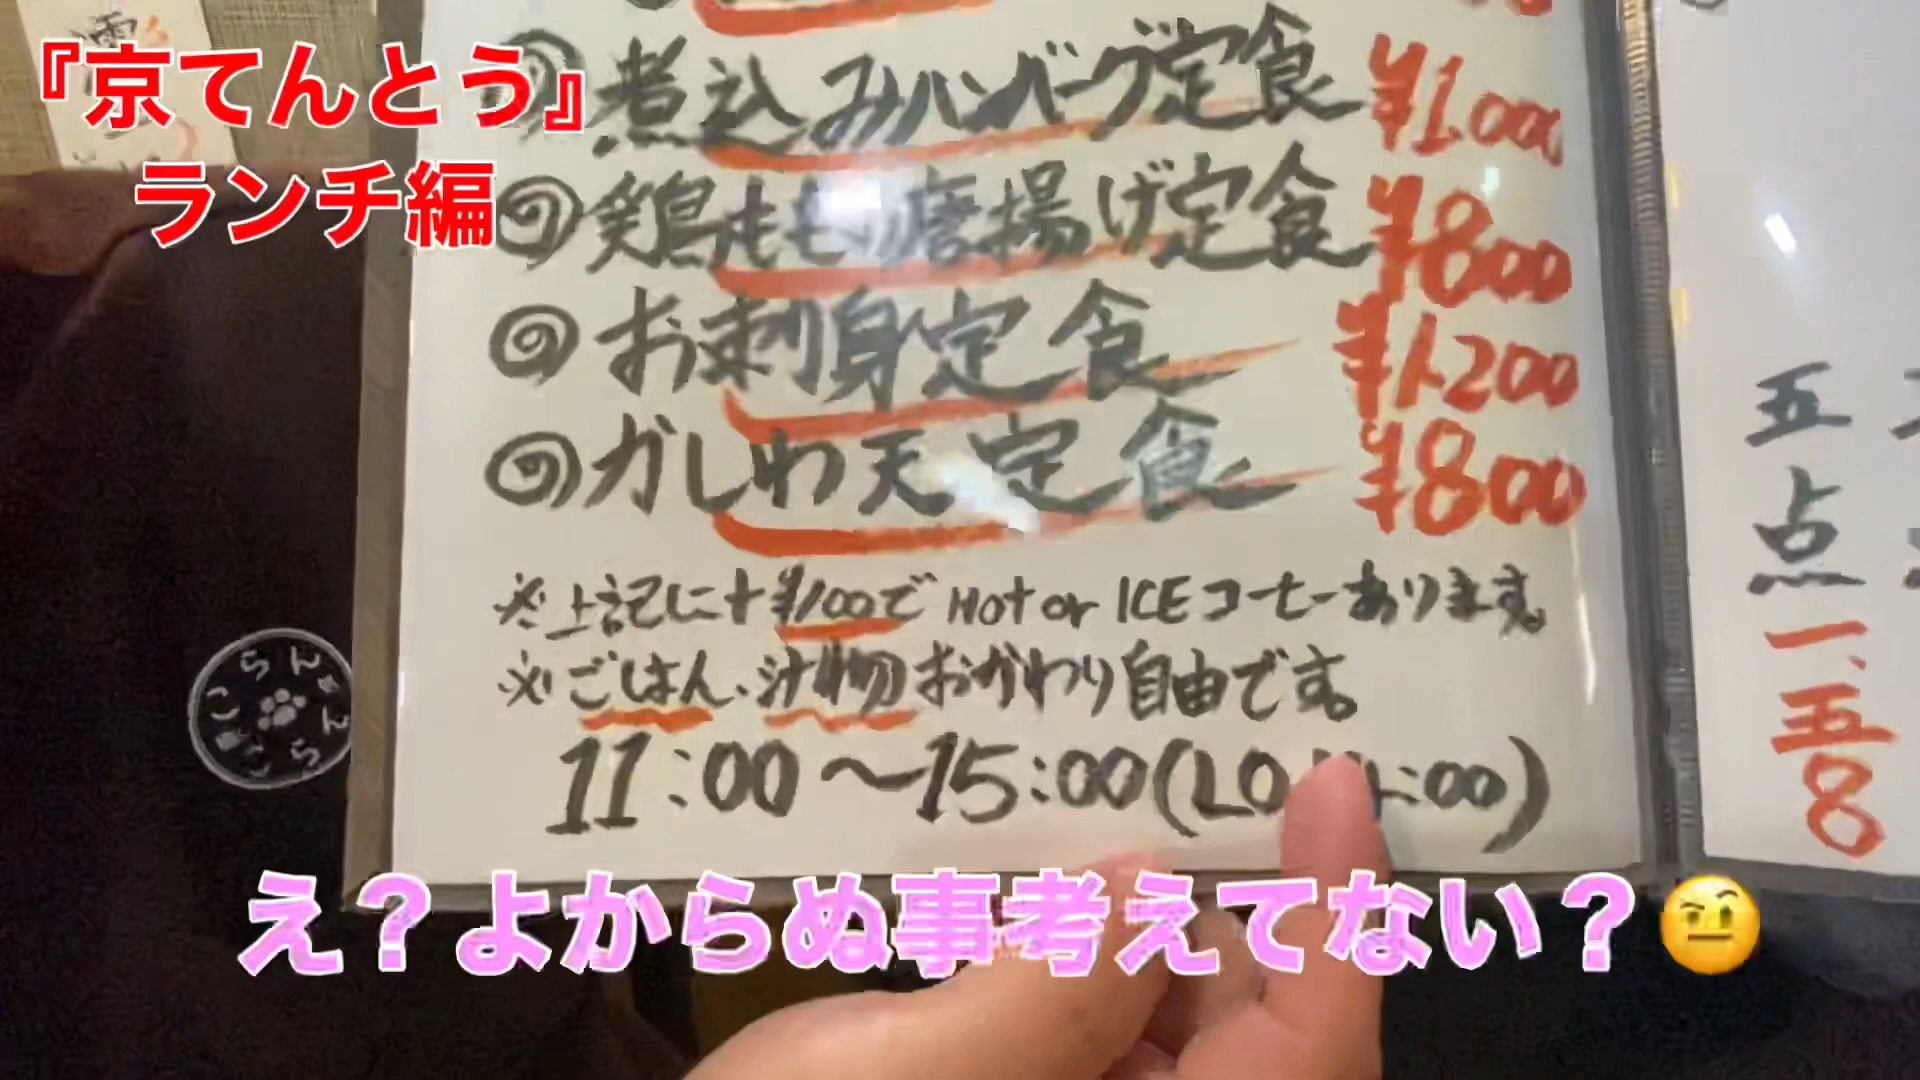 『京てんとう』
ランチ編
煮込みハンバーグ定食 ¥1.000
鶏もも唐揚げ定食 ¥800
お刺身定食 ¥1.200
かしわ天定食 ¥800
※上記に+¥100でHot or ICEコーヒーあります。
※ごはん、汁物おかわり自由です。
11:00〜15:00(LO :00)
五点
一、五8
え？よからぬ事考えてない？🤨